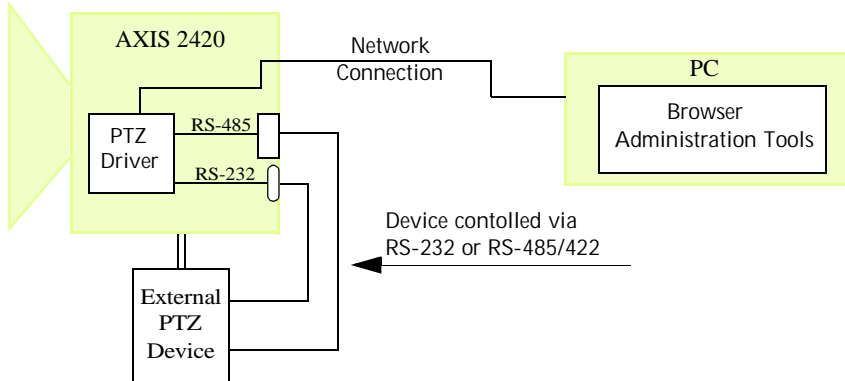 AXIS 2420
Network
Connection
PC
Browser
Administration Tools
PTZ
Driver
RS-485
RS-232
Device contolled via
RS-232 or RS-485/422
External
PTZ
Device